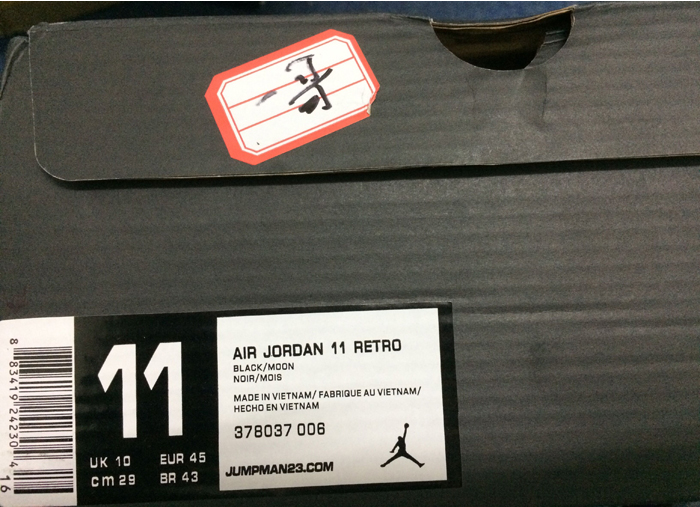 11
UK 10 EUR 45
cm 29 BR 43
AIR JORDAN 11 RETRO
BLACK/MOON
NOIR/MOIS
MADE IN VIETNAM/ FABRIQUE AU VIETNAM/
HECHO EN VIETNAM
378037 006
JUMPMAN23.COM
8 83419 24230 4 16